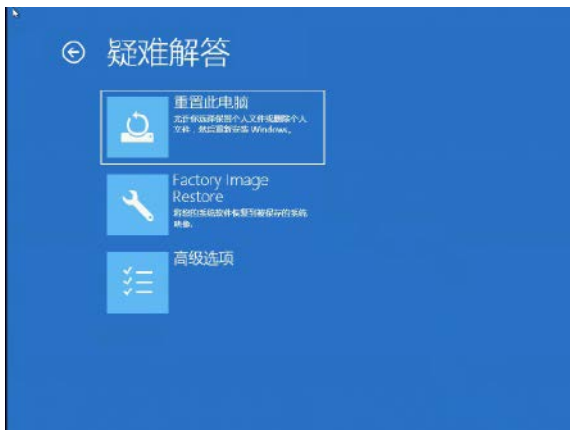 疑难解答
重置此电脑
允许你选择保留个人文件或删除个人
文件，然后重新安装 Windows。
Factory Image
Restore
将您的系统软件恢复到被保存的系统
映像。
高级选项